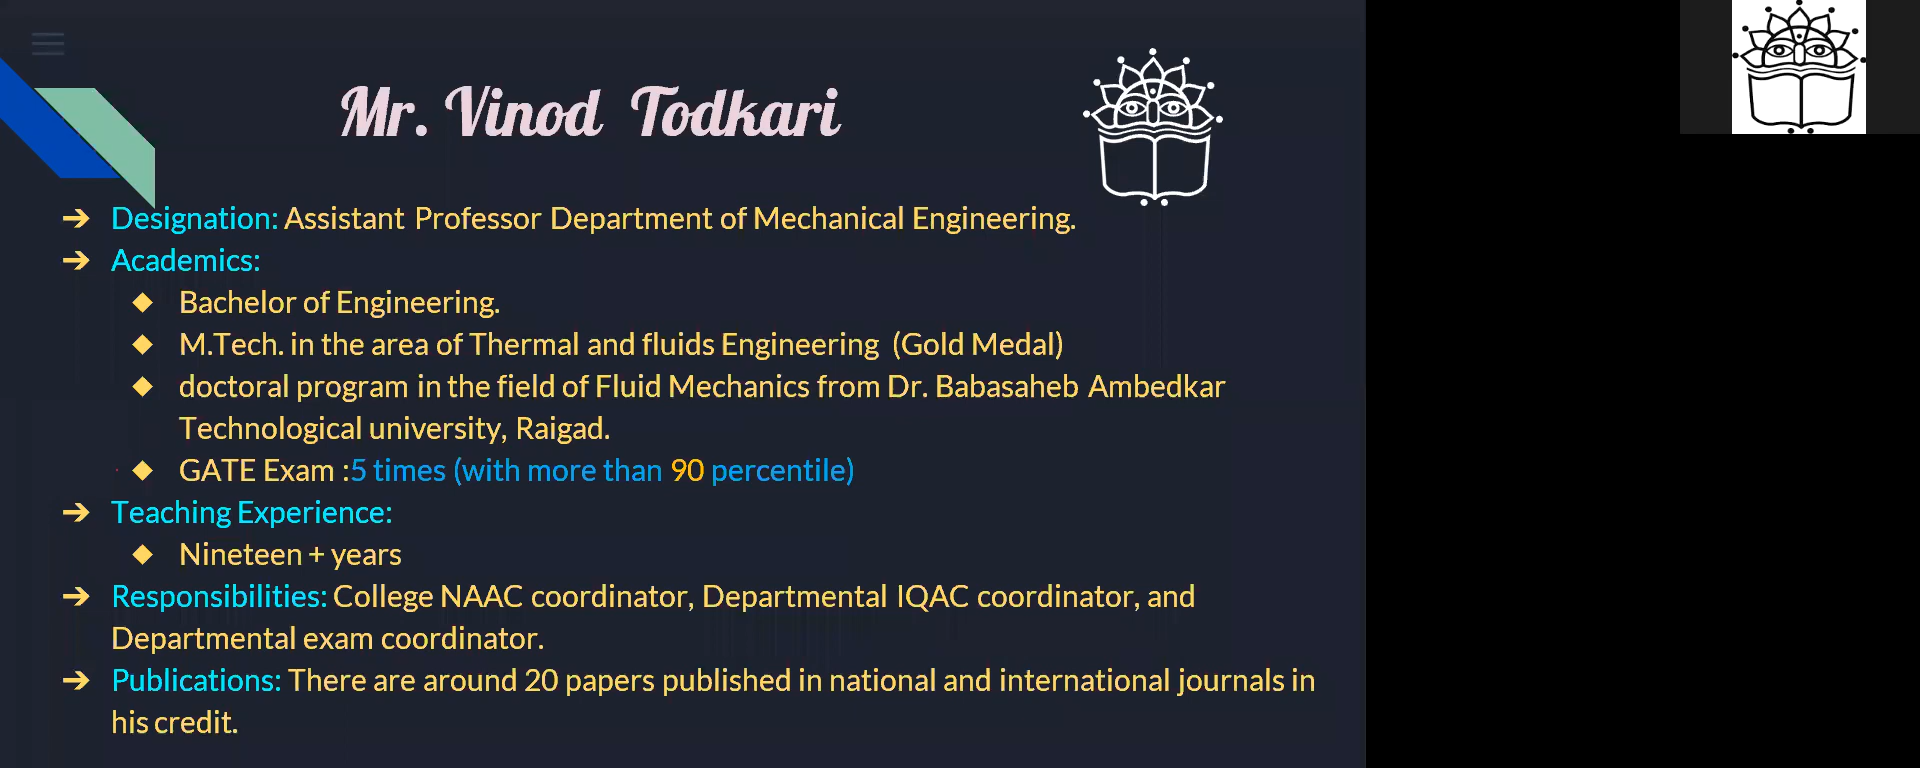 Mr. Vinod Todkari
➔ Designation: Assistant Professor Department of Mechanical Engineering.
➔ Academics:
◆ Bachelor of Engineering.
◆ M.Tech. in the area of Thermal and fluids Engineering (Gold Medal)
◆ doctoral program in the field of Fluid Mechanics from Dr. Babasaheb Ambedkar
Technological university, Raigad.
◆ GATE Exam :5 times (with more than 90 percentile)
➔ Teaching Experience:
◆ Nineteen + years
➔ Responsibilities: College NAAC coordinator, Departmental IQAC coordinator, and
Departmental exam coordinator.
➔ Publications: There are around 20 papers published in national and international journals in
his credit.